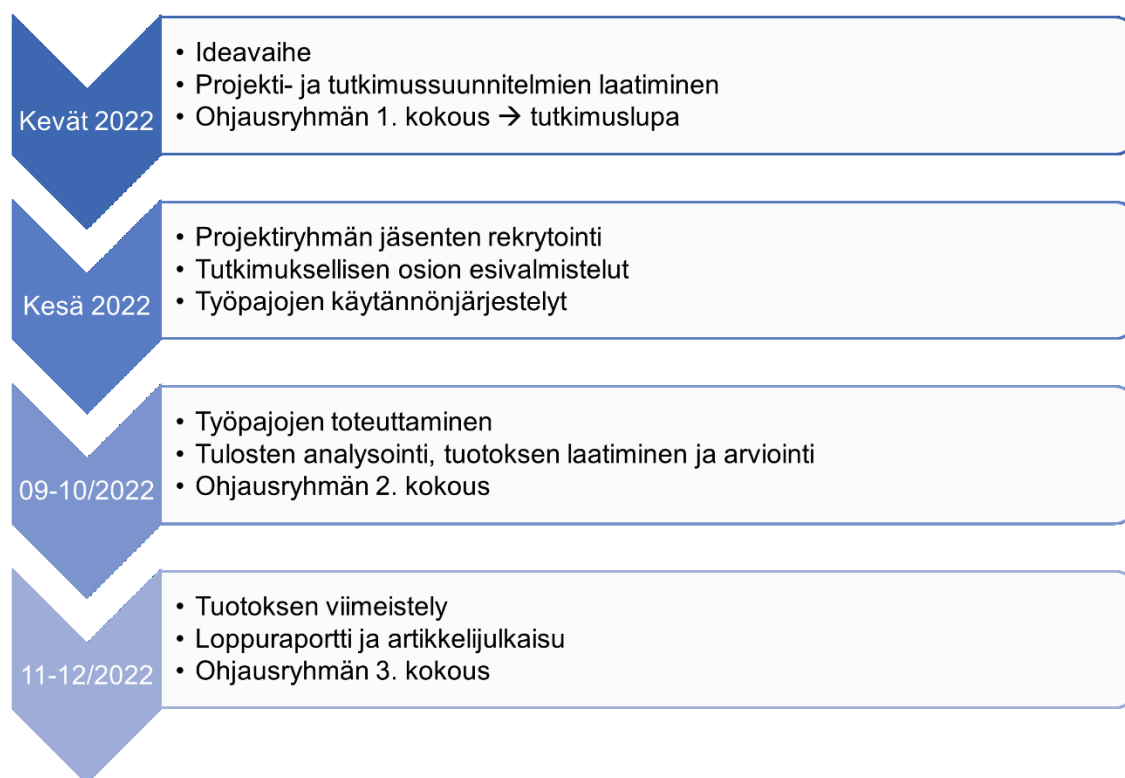 Kevät 2022
• Ideavaihe
• Projekti- ja tutkimussuunnitelmien laatiminen
• Ohjausryhmän 1. kokous → tutkimuslupa
Kesä 2022
• Projektiryhmän jäsenten rekrytointi
• Tutkimuksellisen osion esivalmistelut
• Työpajojen käytännönjärjestelyt
09-10/2022
• Työpajojen toteuttaminen
• Tulosten analysointi, tuotoksen laatiminen ja arviointi
• Ohjausryhmän 2. kokous
11-12/2022
• Tuotoksen viimeistely
• Loppuraportti ja artikkelijulkaisu
• Ohjausryhmän 3. kokous